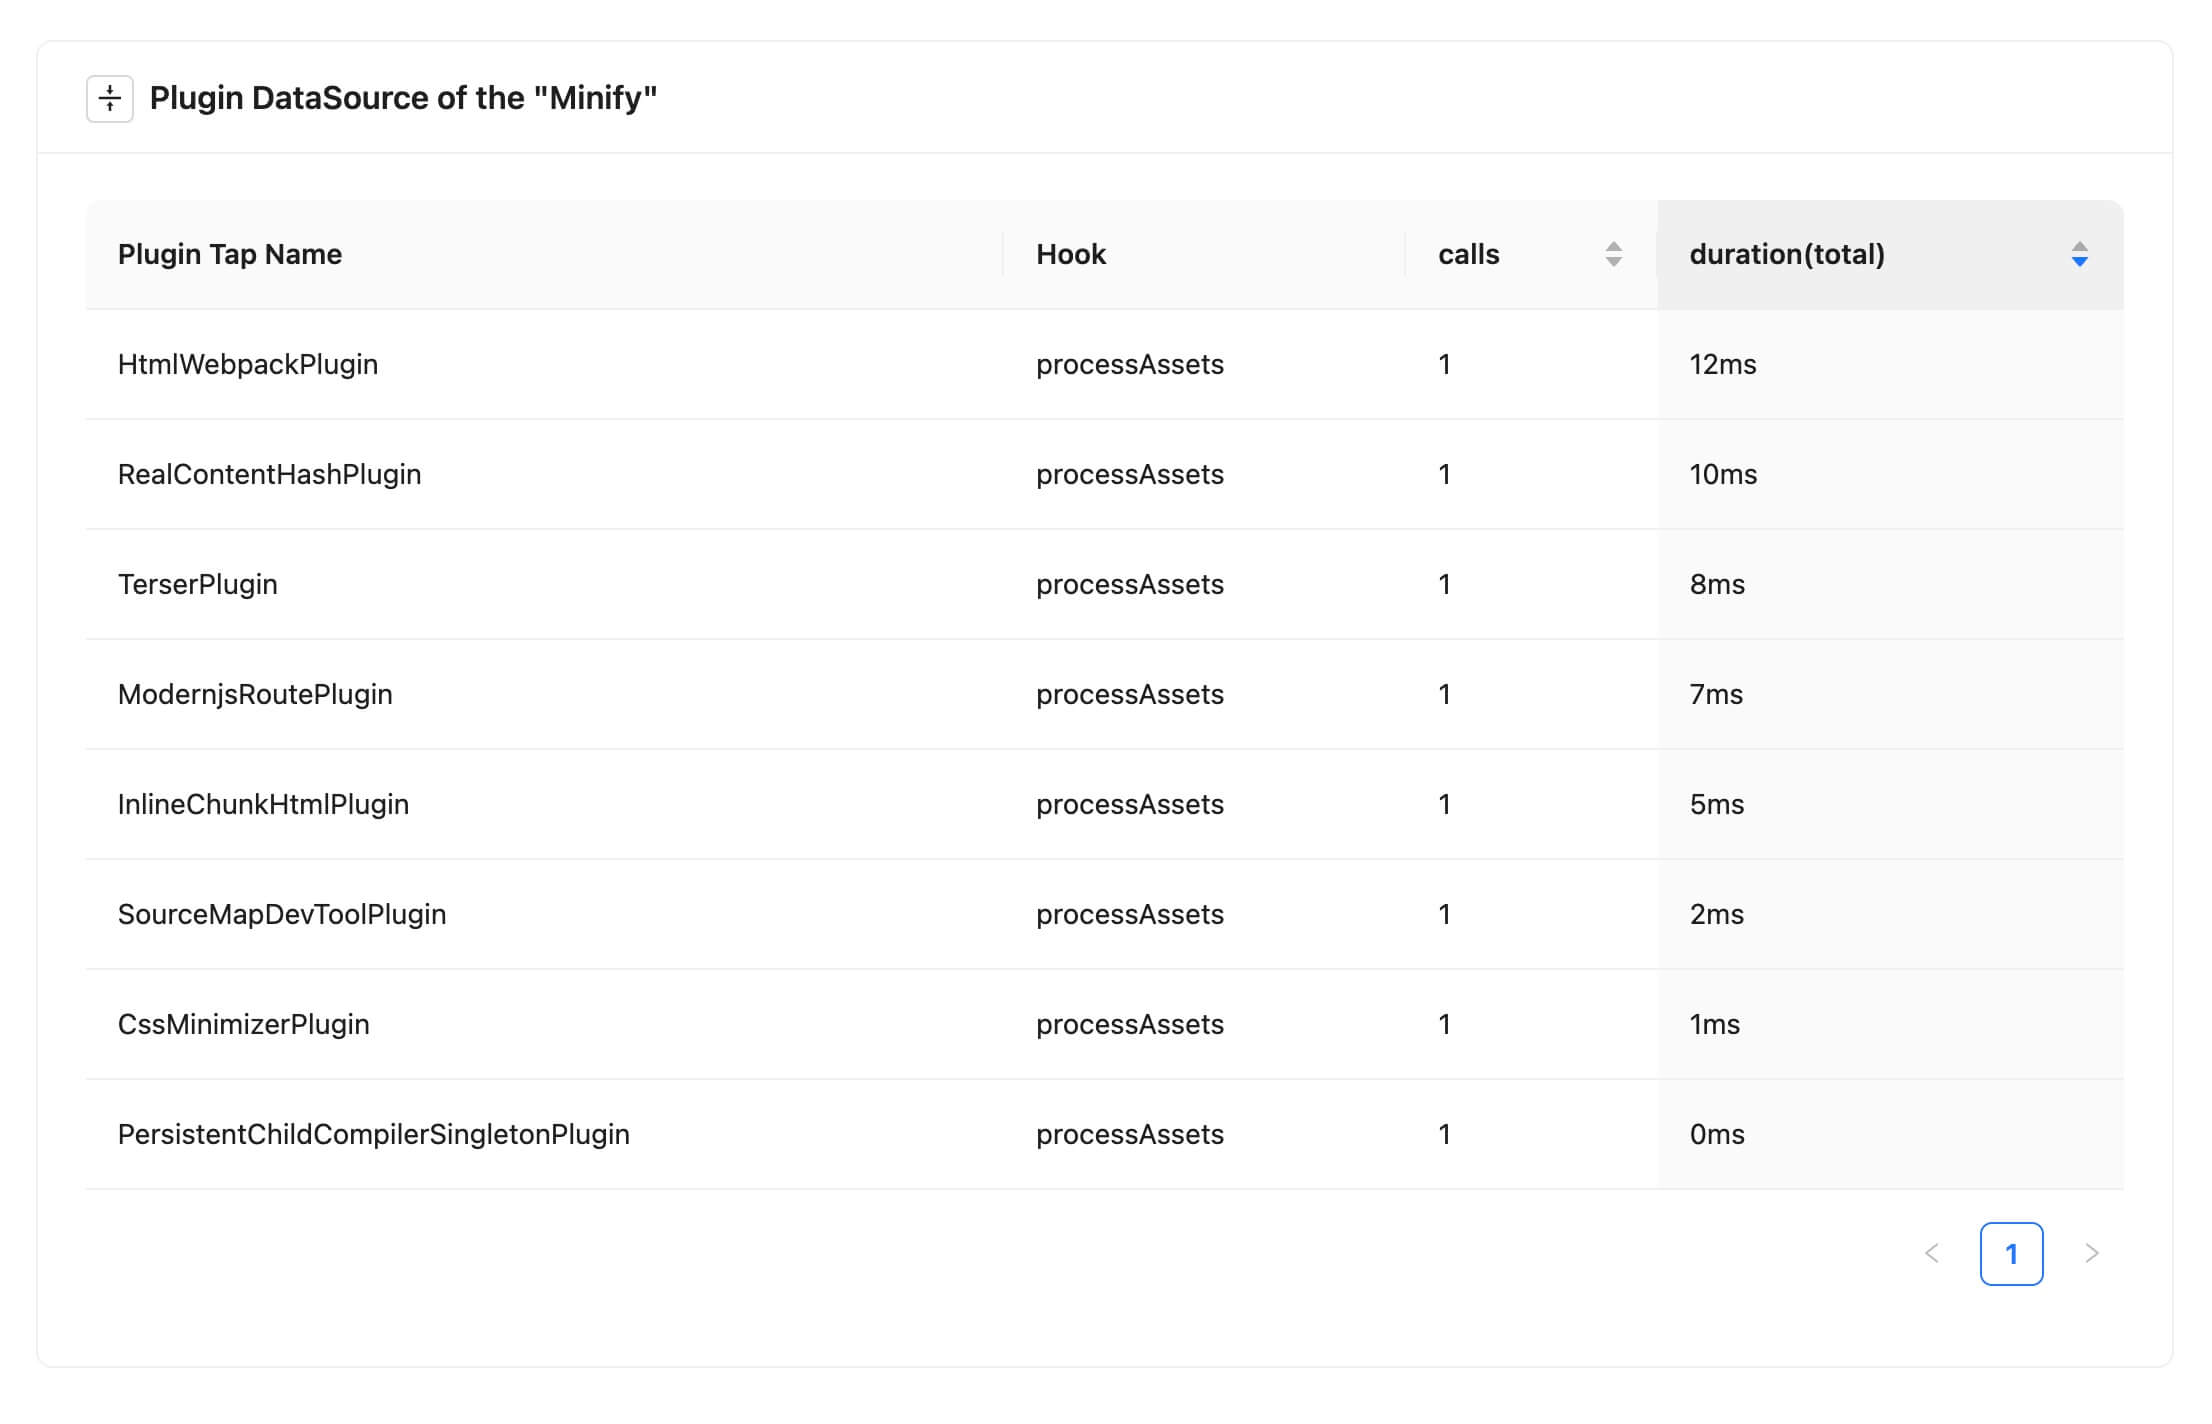 Plugin DataSource of the "Minify"
Plugin Tap Name Hook calls duration(total)
HtmlWebpackPlugin processAssets 1 12ms
RealContentHashPlugin processAssets 1 10ms
TerserPlugin processAssets 1 8ms
ModernjsRoutePlugin processAssets 1 7ms
InlineChunkHtmlPlugin processAssets 1 5ms
SourceMapDevToolPlugin processAssets 1 2ms
CssMinimizerPlugin processAssets 1 1ms
PersistentChildCompilerSingletonPlugin processAssets 1 0ms
1